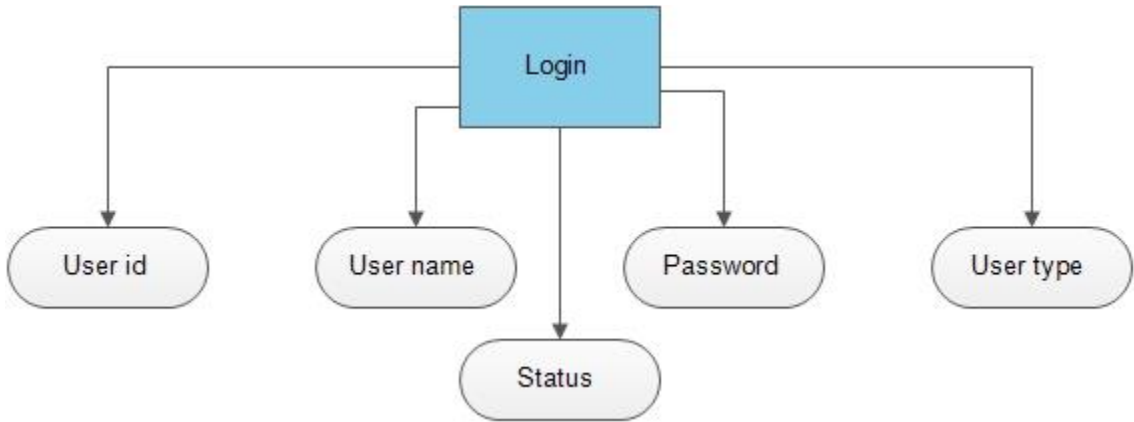 Login
User id
User name
Password
User type
Status